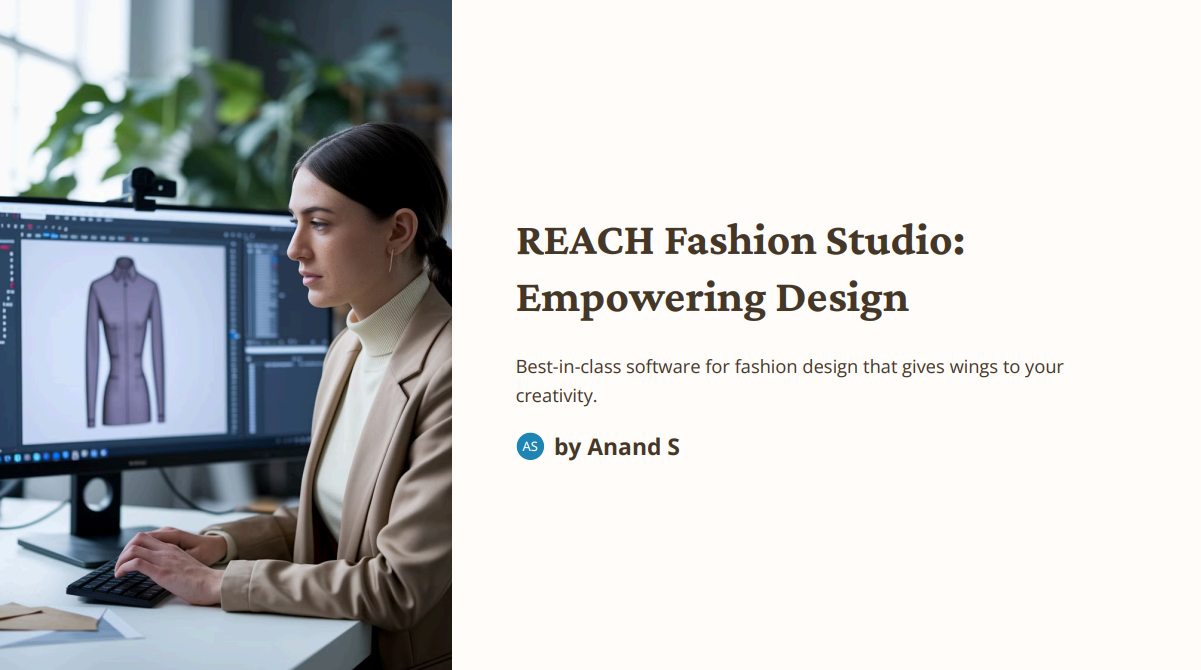 REACH Fashion Studio:
Empowering Design
Best-in-class software for fashion design that gives wings to your
creativity.
AS by Anand S